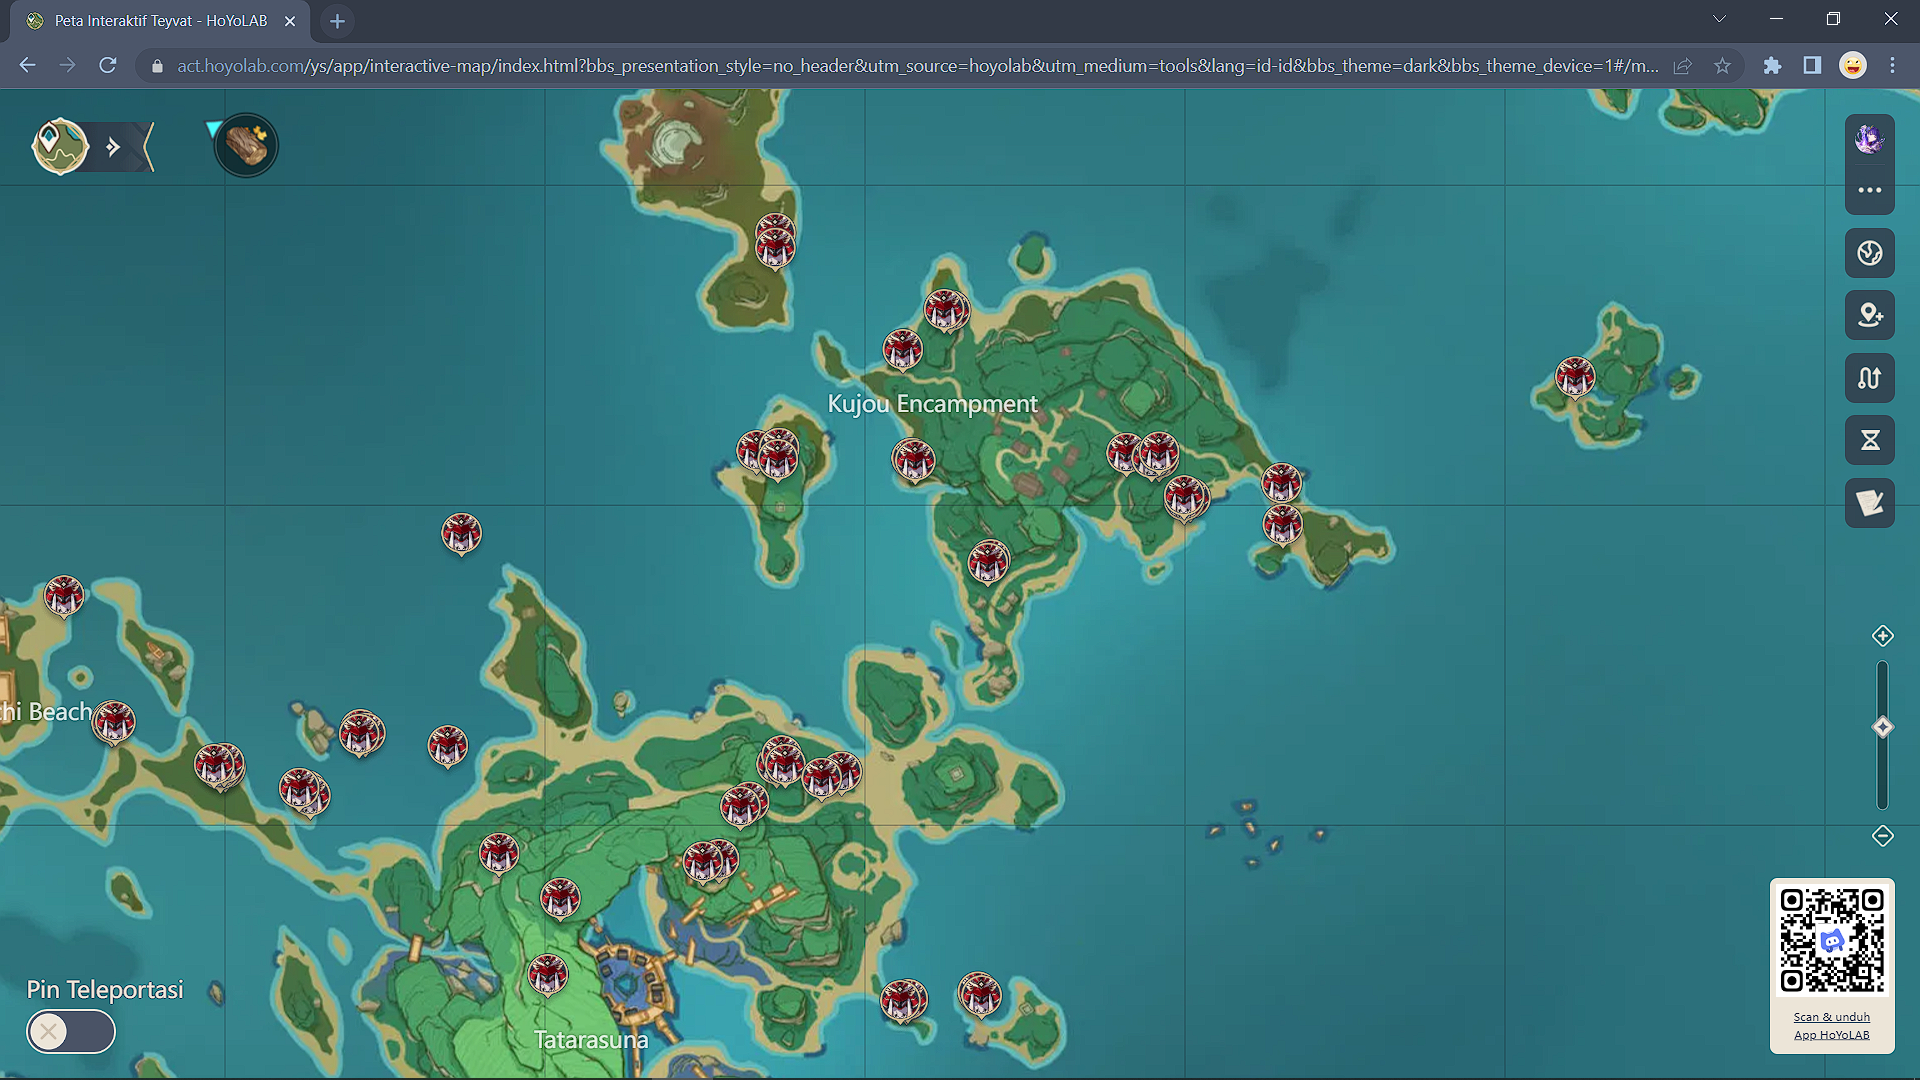 Peta Interaktif Teyvat - HoYoLAB
act.hoyolab.com/ys/app/interactive-map/index.html?bbs_presentation_style=no_header&utm_source=hoyolab&utm_medium=tools&lang=id-id&bbs_theme=dark&bbs_theme_device=1#/m...
Kujou Encampment
hi Beach
Pin Teleportasi
Tatarasuna
Scan & unduh
App HoYoLAB